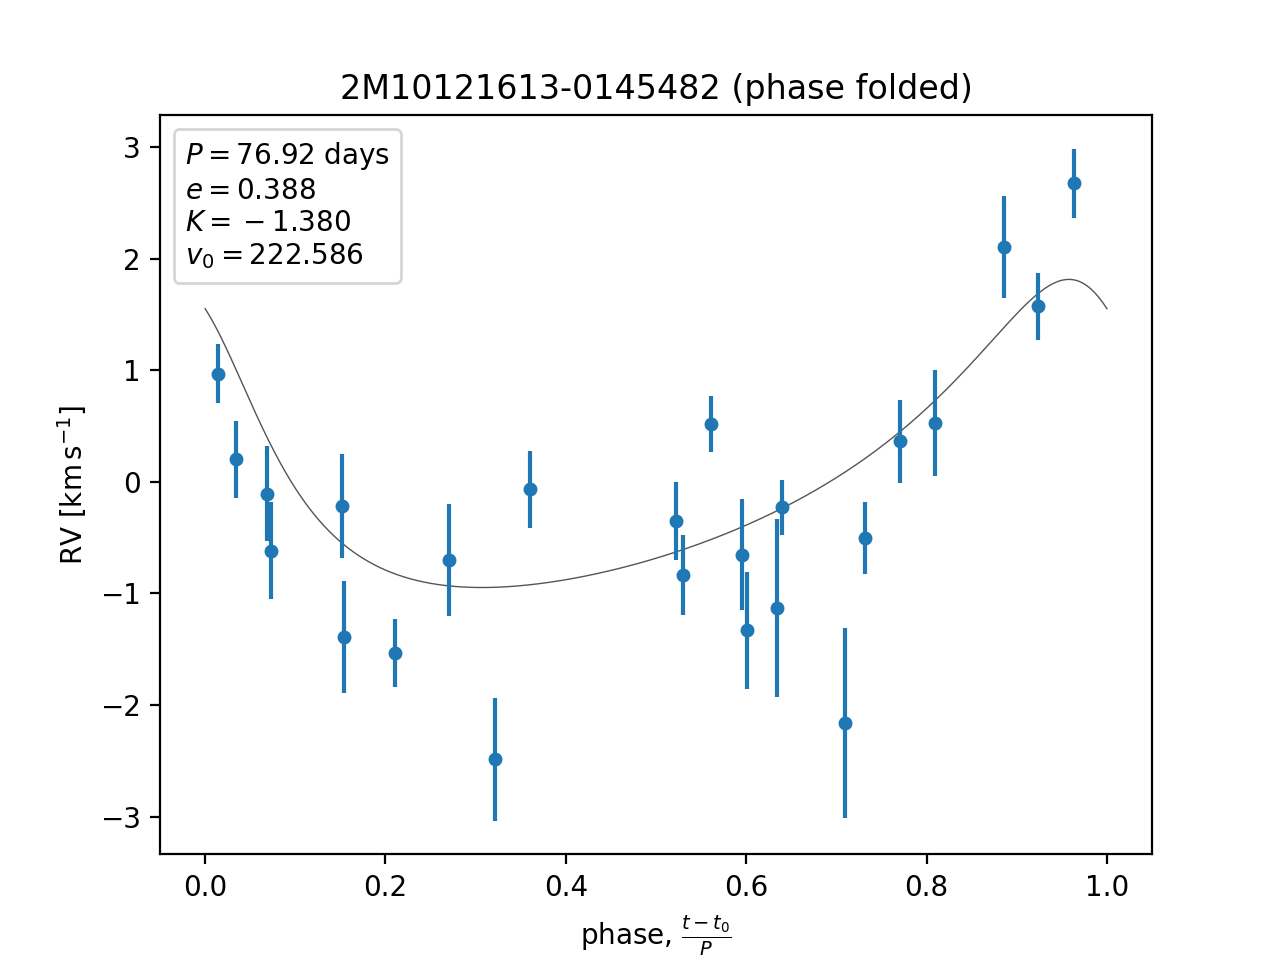 2M10121613-0145482 (phase folded)
P = 76.92 days
e = 0.388
K = −1.380
v₀ = 222.586
3
2
1
0
−1
−2
−3
RV [km s⁻¹]
0.0 0.2 0.4 0.6 0.8 1.0
phase, (t − t₀)/P